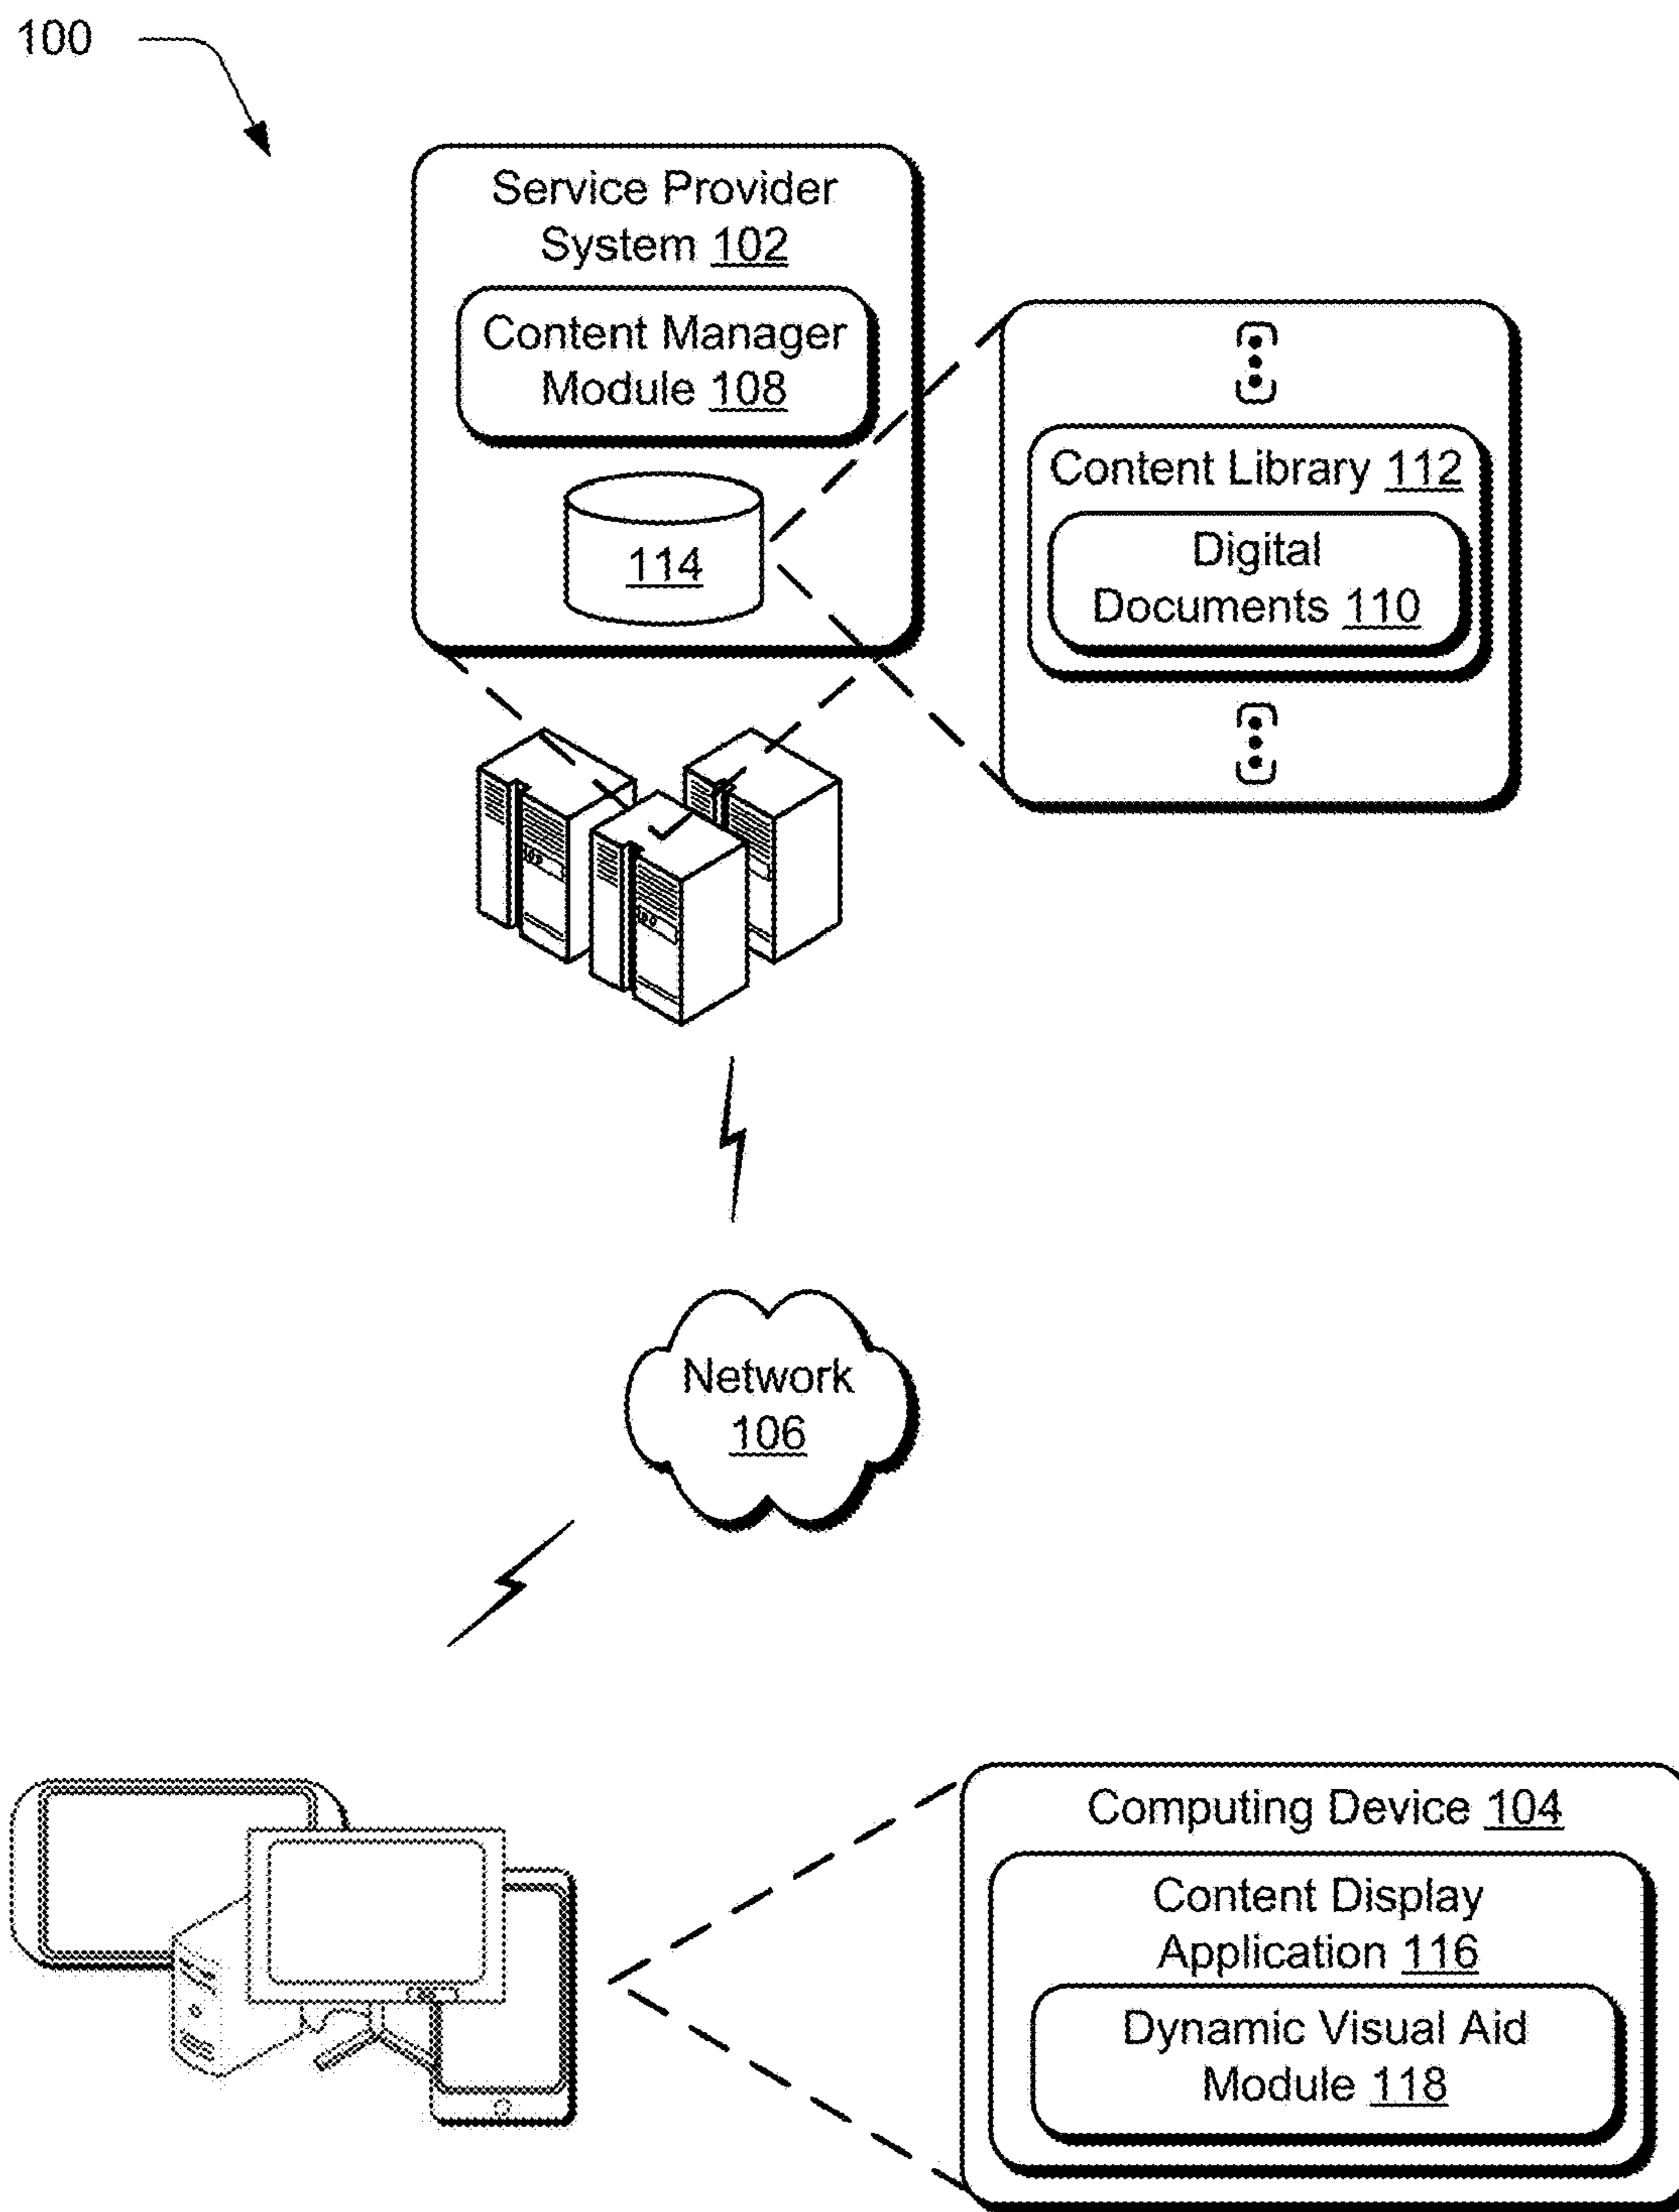 100
Service Provider
System 102
Content Manager
Module 108
114
Content Library 112
Digital
Documents 110
Network
106
Computing Device 104
Content Display
Application 116
Dynamic Visual Aid
Module 118